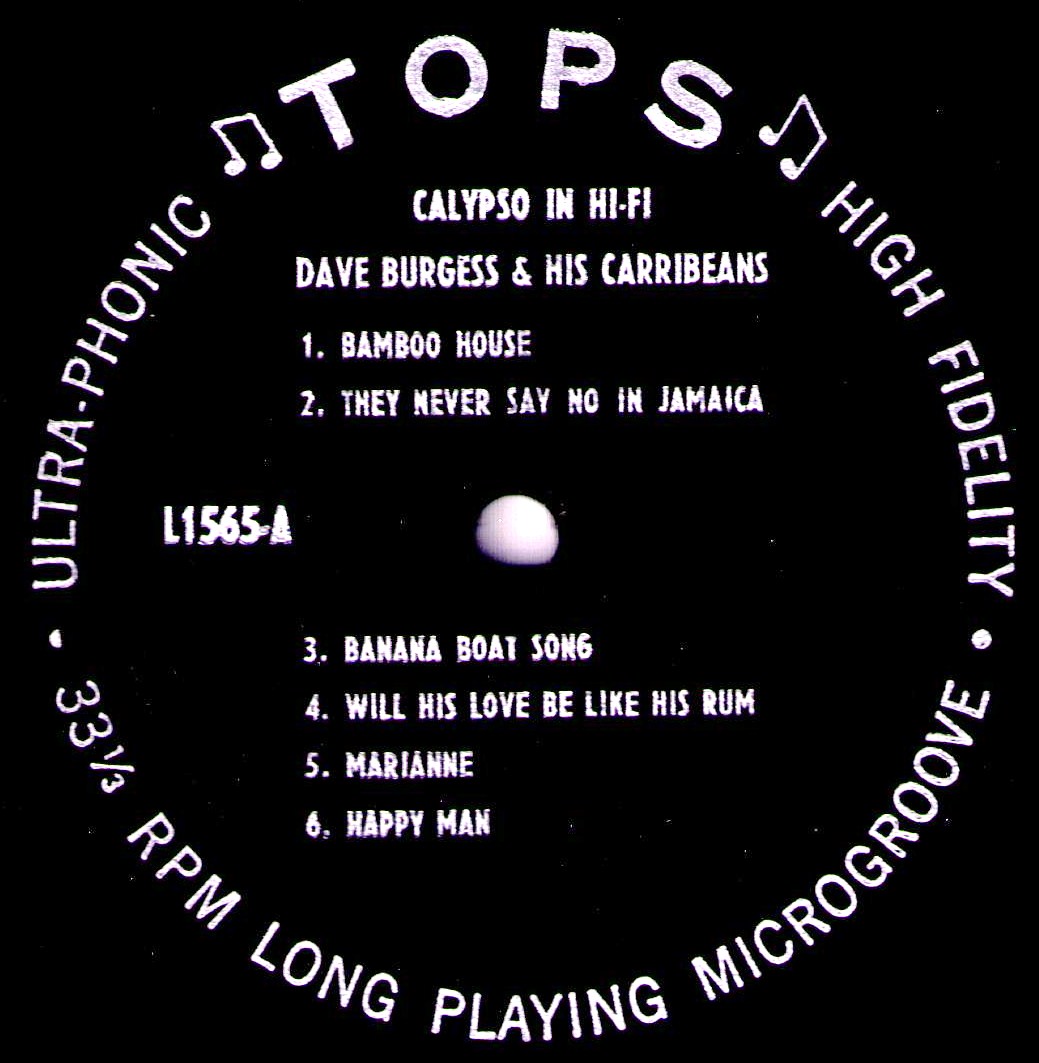 TOPS
ULTRA-PHONIC
HIGH FIDELITY
CALYPSO IN HI-FI
DAVE BURGESS & HIS CARRIBEANS
1. BAMBOO HOUSE
2. THEY NEVER SAY NO IN JAMAICA
L1565-A
3. BANANA BOAT SONG
4. WILL HIS LOVE BE LIKE HIS RUM
5. MARIANNE
6. HAPPY MAN
• 33⅓ RPM LONG PLAYING MICROGROOVE •